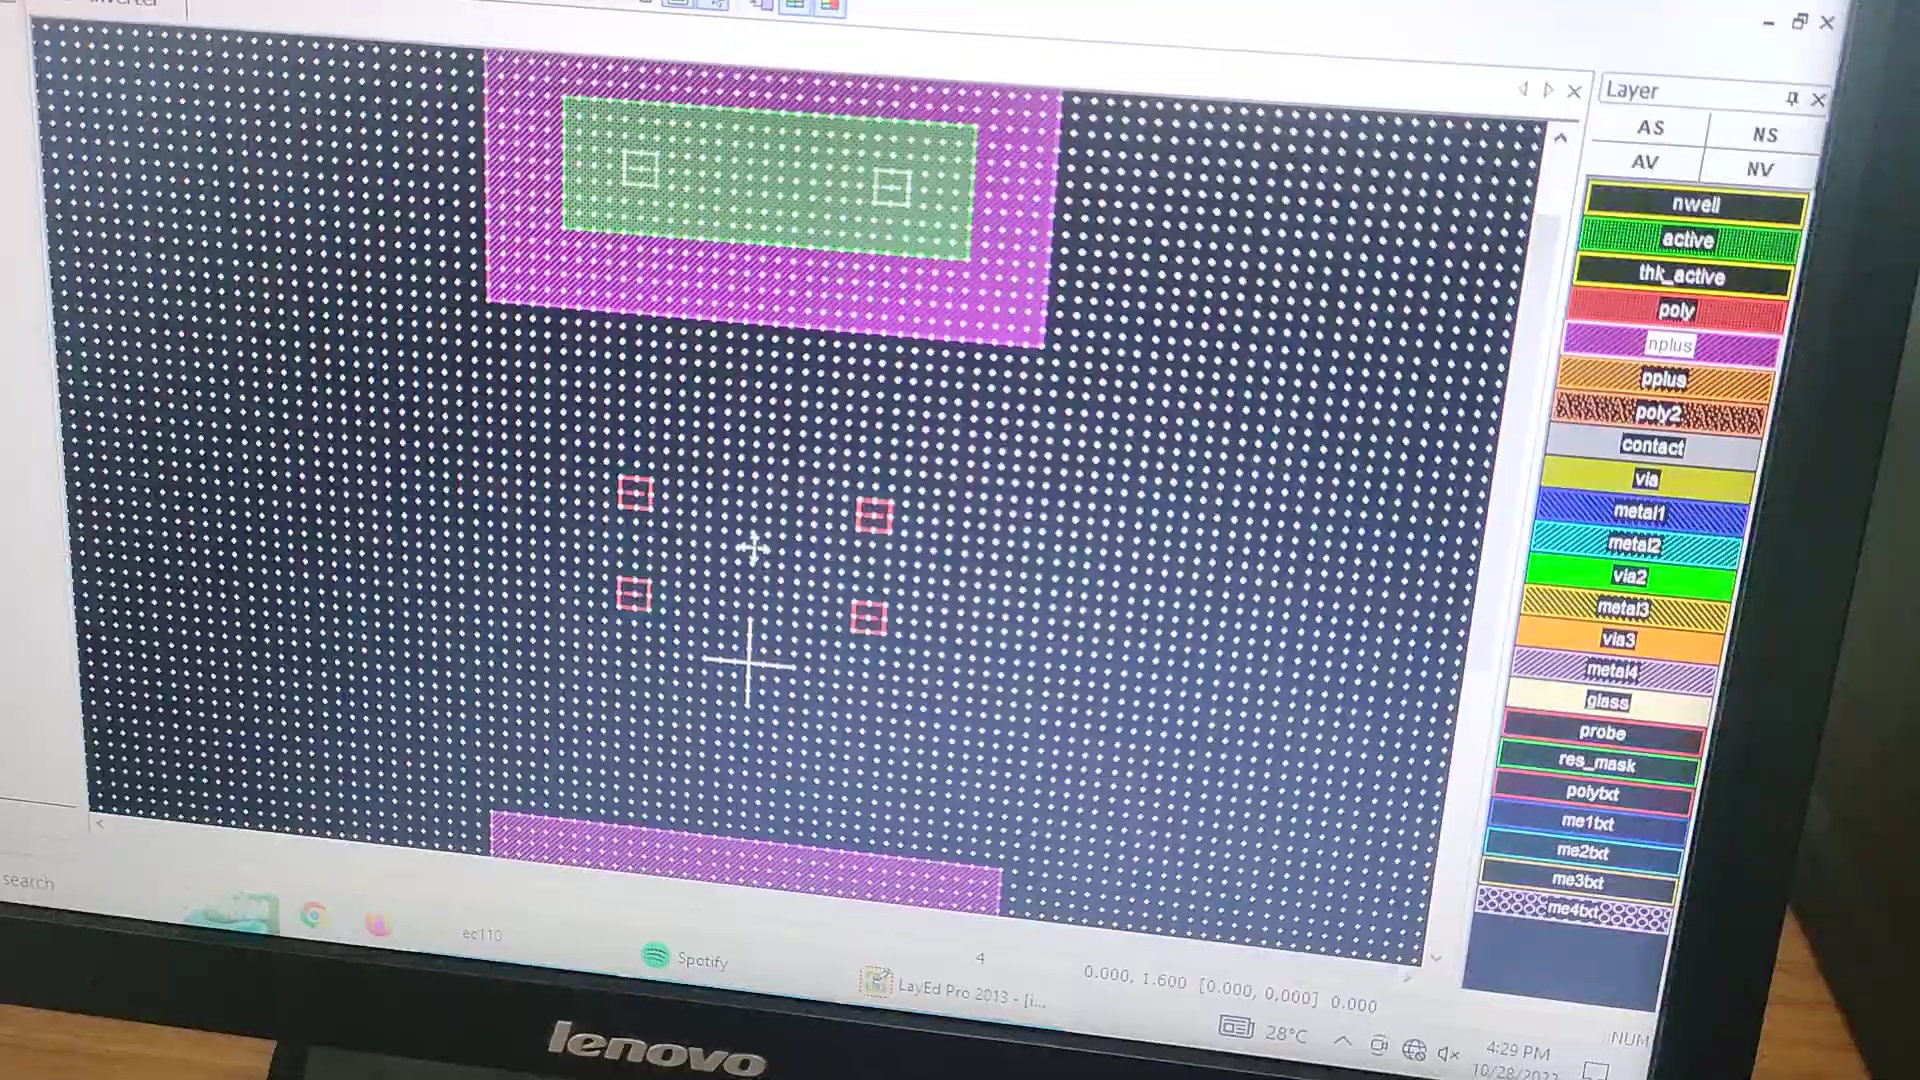 Layer
AS NS
AV NV
nwell
active
thk_active
poly
nplus
pplus
poly2
contact
via
metal1
metal2
via2
metal3
via3
metal4
glass
probe
res_mask
polytxt
me1txt
me2txt
me3txt
me4txt
search
ec110
Spotify
4
0.000, 1.600 [0.000, 0,000] 0.000
LayEd Pro 2013 - [i...
28°C
NUM
4:29 PM
lenovo